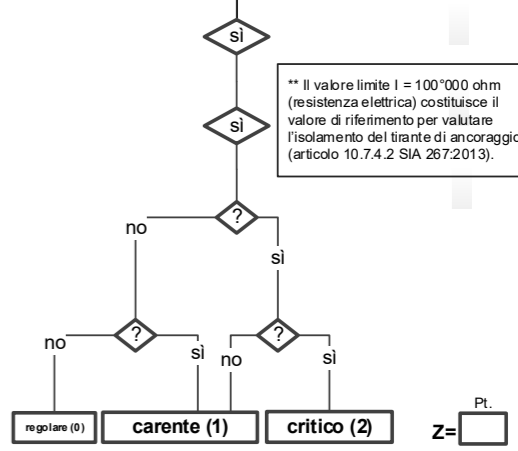 sì
** Il valore limite I = 100°000 ohm
(resistenza elettrica) costituisce il
valore di riferimento per valutare
l'isolamento del tirante di ancoraggio
(articolo 10.7.4.2 SIA 267:2013).
sì
?
no
sì
?
?
no
sì
no
sì
regolare (0)
carente (1)
critico (2)
Pt.
Z=